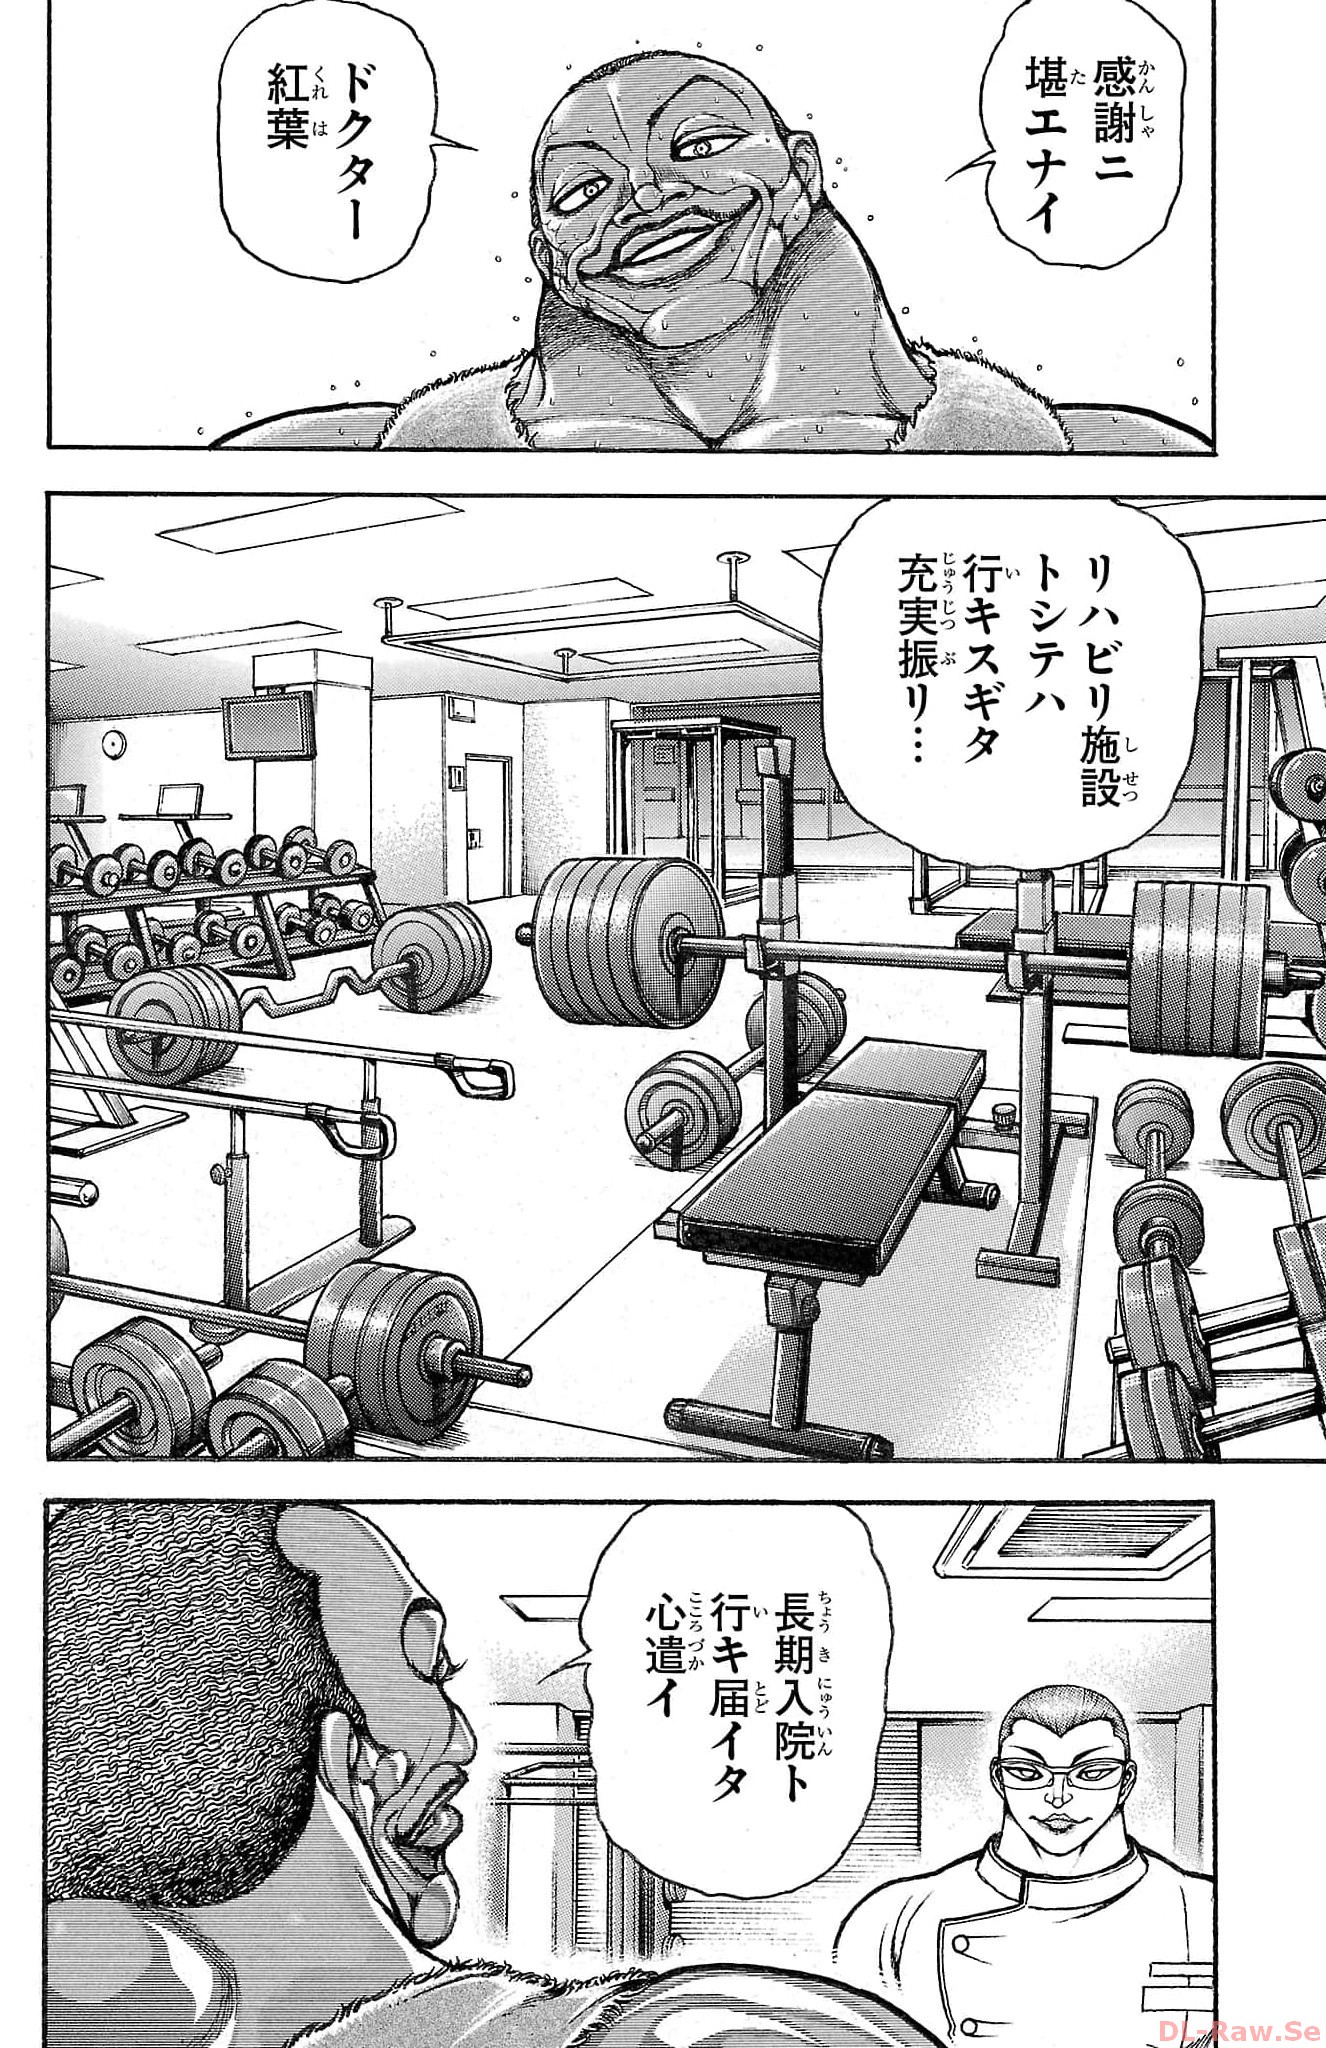 感謝ニ
堪エナイ
ドクター
紅葉
リハビリ施設
トシテハ
行キスギタ
充実振リ…
長期入院ト
行キ届イタ
心遣イ
DL-Raw.Se